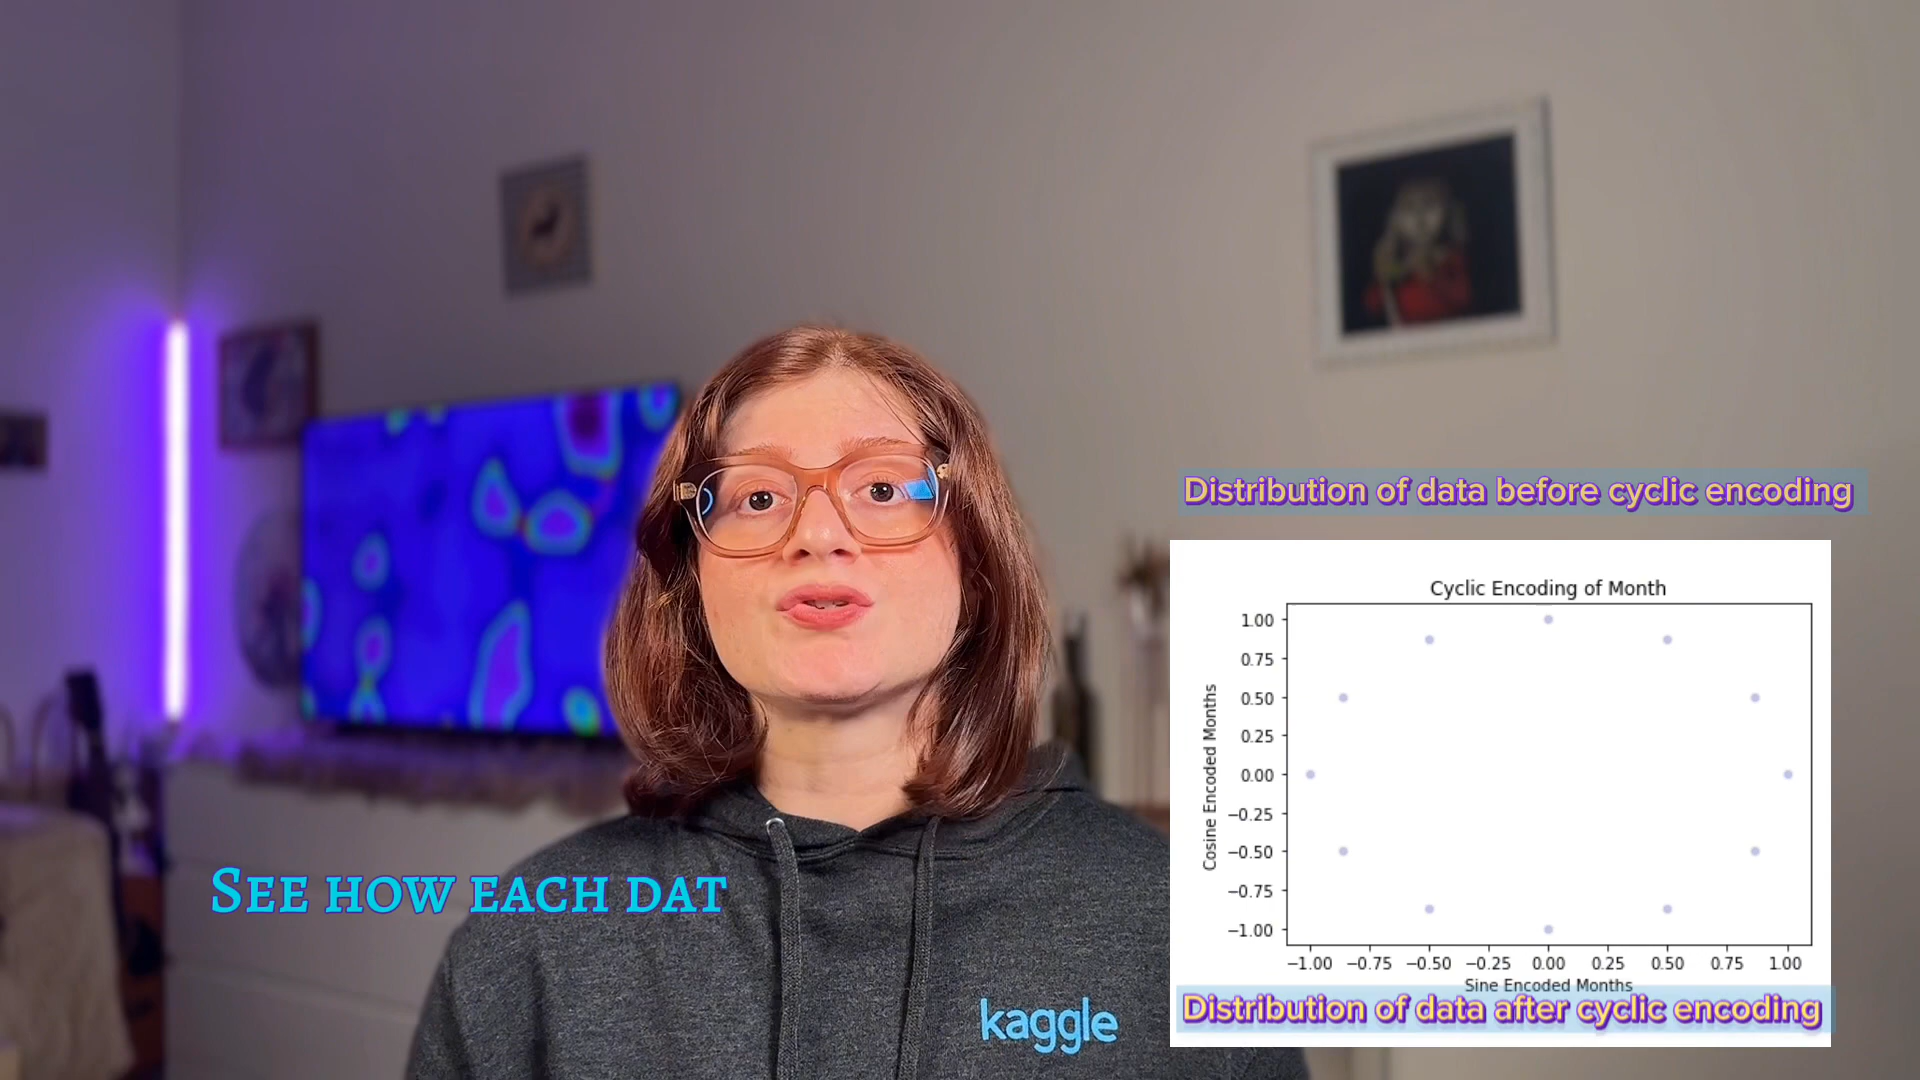 Distribution of data before cyclic encoding
Cyclic Encoding of Month
Cosine Encoded Months
1.00
0.75
0.50
0.25
0.00
−0.25
−0.50
−0.75
−1.00
−1.00 −0.75 −0.50 −0.25 0.00 0.25 0.50 0.75 1.00
Sine Encoded Months
Distribution of data after cyclic encoding
See how each dat
kaggle